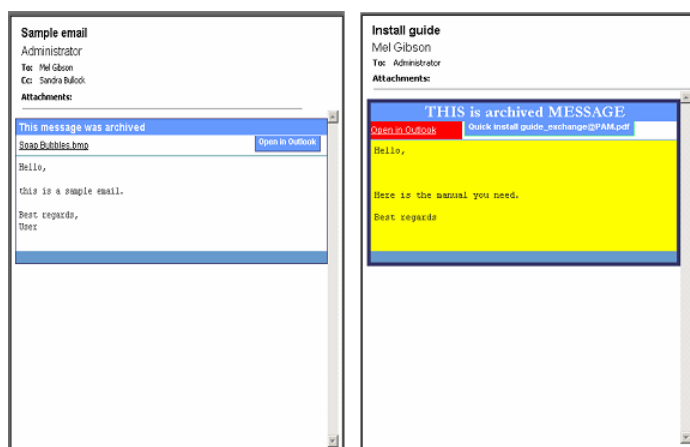 Sample email
Administrator
To: Mel Gibson
Cc: Sandra Bullock
Attachments:
This message was archived
Soap Bubbles.bmp
Open in Outlook
Hello,
this is a sample email.
Best regards,
User
Install guide
Mel Gibson
To: Administrator
Attachments:
THIS is archived MESSAGE
Open in Outlook
Quick install guide_exchange@PAM.pdf
Hello,
Here is the manual you need.
Best regards